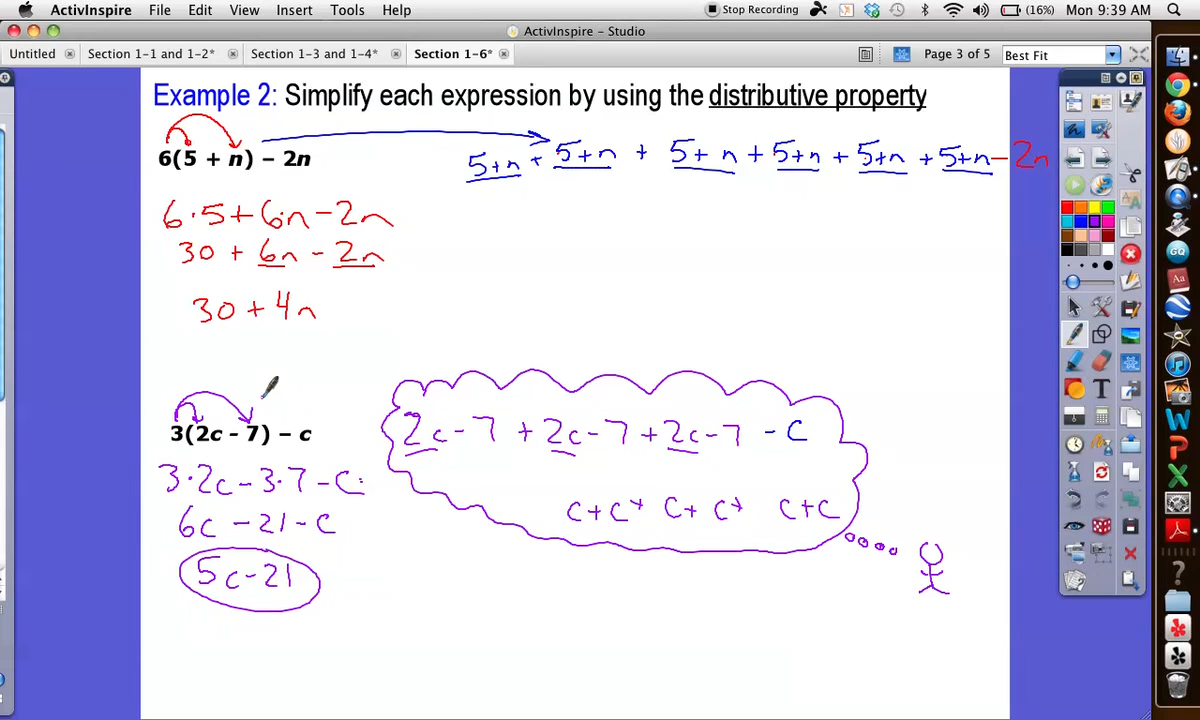 ActivInspire File Edit View Insert Tools Help Stop Recording (16%) Mon 9:39 AM
ActivInspire – Studio
Untitled Section 1-1 and 1-2* Section 1-3 and 1-4* Section 1-6* Page 3 of 5 Best Fit
Example 2: Simplify each expression by using the distributive property
6(5 + n) – 2n
5+n + 5+n + 5+n + 5+n + 5+n + 5+n – 2n
6·5+6·n–2n
30 + 6n – 2n
30 + 4n
3(2c - 7) – c
2c–7 +2c–7+2c–7 –c
3·2c–3·7–c
c+c+ c+ c+ c+c
6c –21–c
5c–21